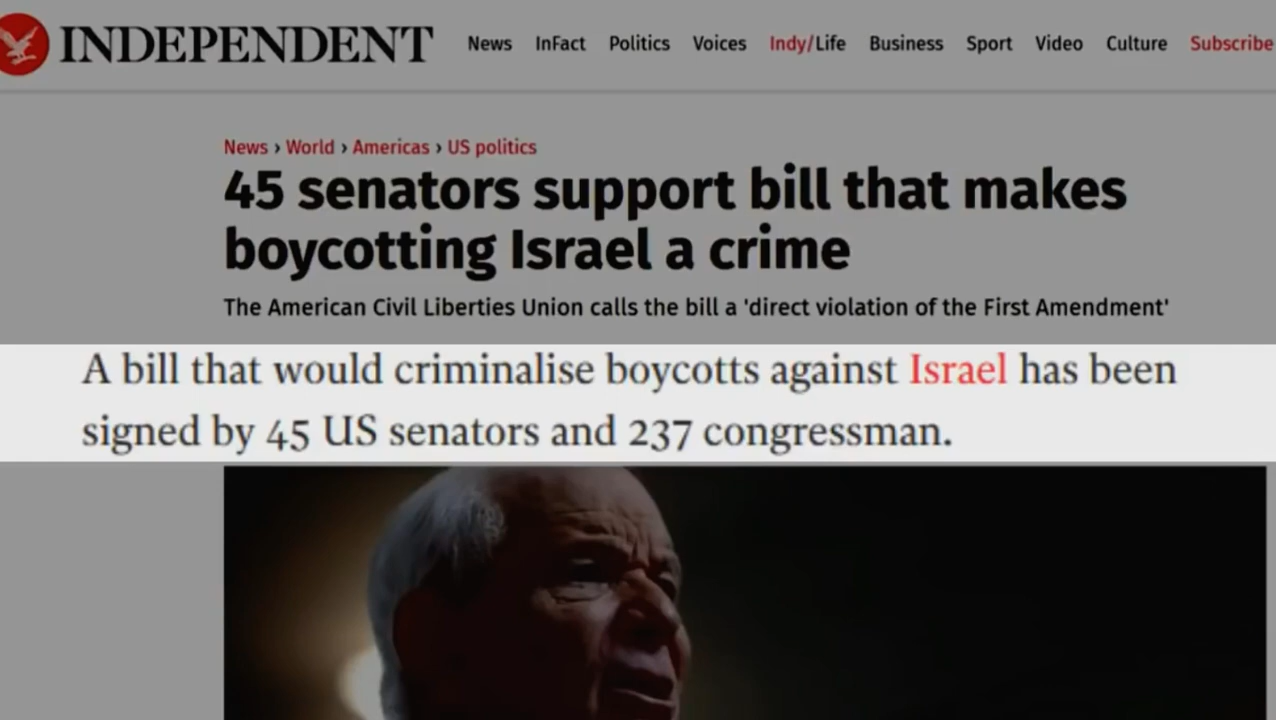 INDEPENDENT News InFact Politics Voices Indy/Life Business Sport Video Culture Subscribe
News › World › Americas › US politics
45 senators support bill that makes
boycotting Israel a crime
The American Civil Liberties Union calls the bill a 'direct violation of the First Amendment'
A bill that would criminalise boycotts against Israel has been
signed by 45 US senators and 237 congressman.